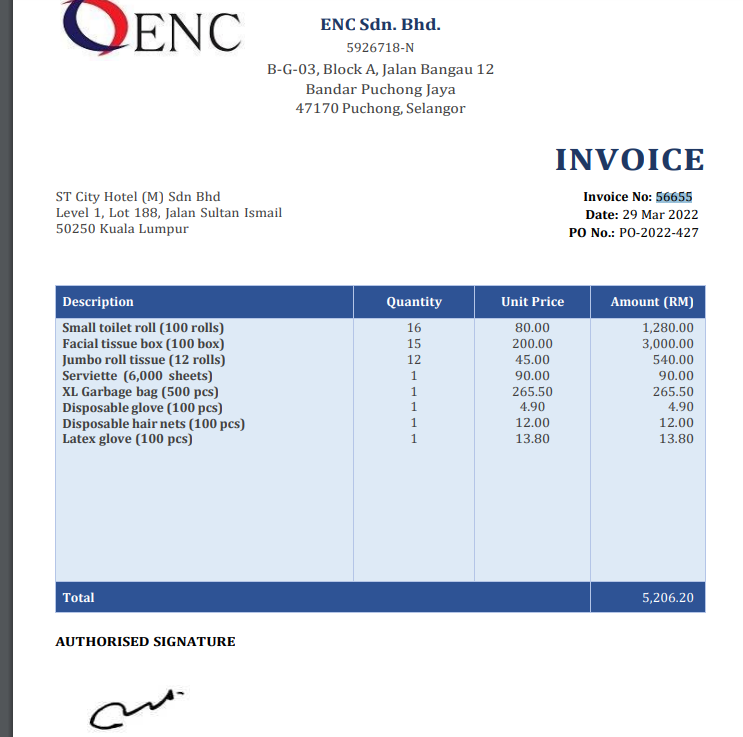 ENC
ENC Sdn. Bhd.
5926718-N
B-G-03, Block A, Jalan Bangau 12
Bandar Puchong Jaya
47170 Puchong, Selangor
INVOICE
ST City Hotel (M) Sdn Bhd
Level 1, Lot 188, Jalan Sultan Ismail
50250 Kuala Lumpur
Invoice No: 56655
Date: 29 Mar 2022
PO No.: PO-2022-427
Description Quantity Unit Price Amount (RM)
Small toilet roll (100 rolls) 16 80.00 1,280.00
Facial tissue box (100 box) 15 200.00 3,000.00
Jumbo roll tissue (12 rolls) 12 45.00 540.00
Serviette (6,000 sheets) 1 90.00 90.00
XL Garbage bag (500 pcs) 1 265.50 265.50
Disposable glove (100 pcs) 1 4.90 4.90
Disposable hair nets (100 pcs) 1 12.00 12.00
Latex glove (100 pcs) 1 13.80 13.80
Total 5,206.20
AUTHORISED SIGNATURE